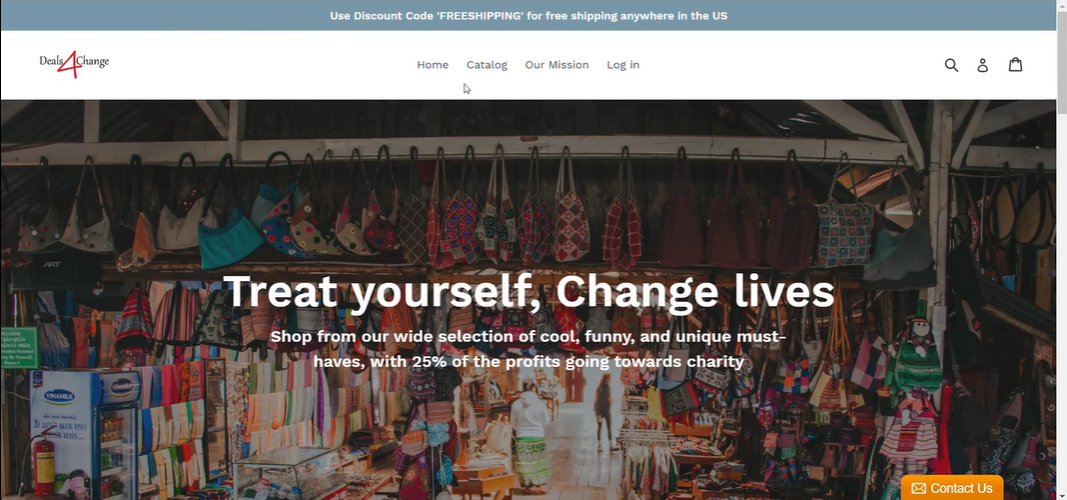 Use Discount Code 'FREESHIPPING' for free shipping anywhere in the US
Deals 4 Change
Home Catalog Our Mission Log in
ART
Treat yourself, Change lives
Shop from our wide selection of cool, funny, and unique must-
haves, with 25% of the profits going towards charity
VINAMILK
Contact Us